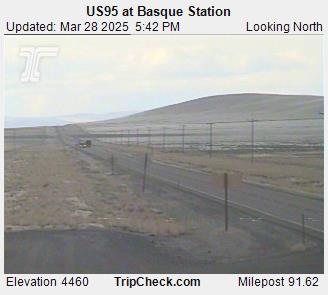 US95 at Basque Station
Updated: Mar 28 2025 5:42 PM Looking North
Elevation 4460 TripCheck.com Milepost 91.62